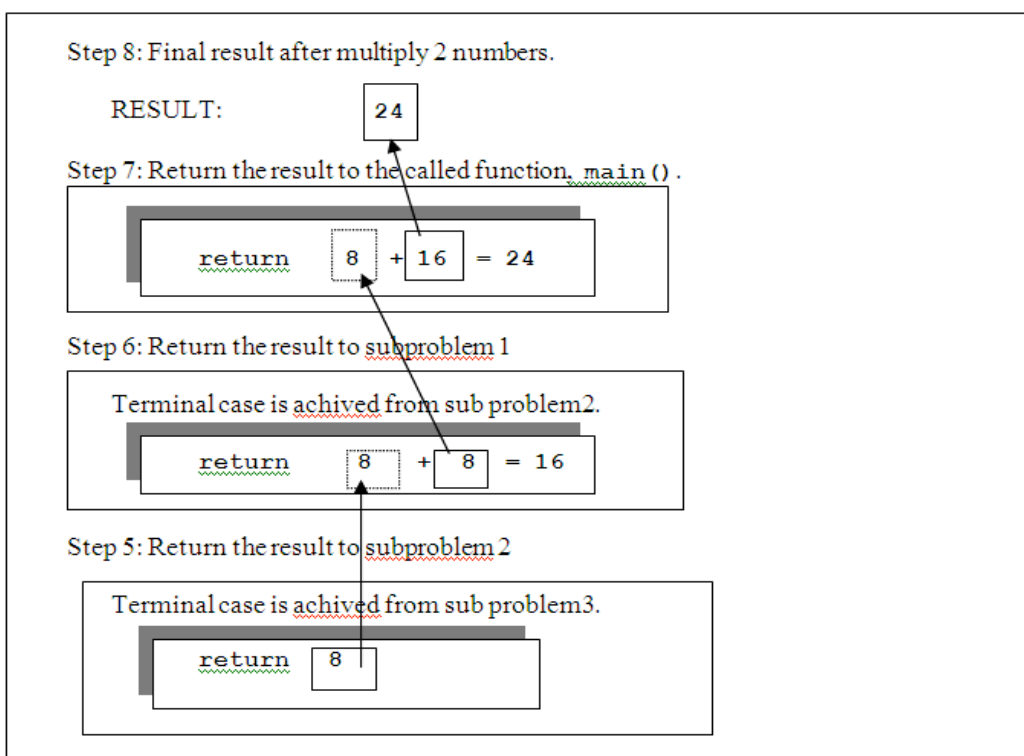 Step 8: Final result after multiply 2 numbers.
RESULT: 24
Step 7: Return the result to the called function, main().
return 8 + 16 = 24
Step 6: Return the result to subproblem 1
Terminal case is achived from sub problem2.
return 8 + 8 = 16
Step 5: Return the result to subproblem 2
Terminal case is achived from sub problem3.
return 8